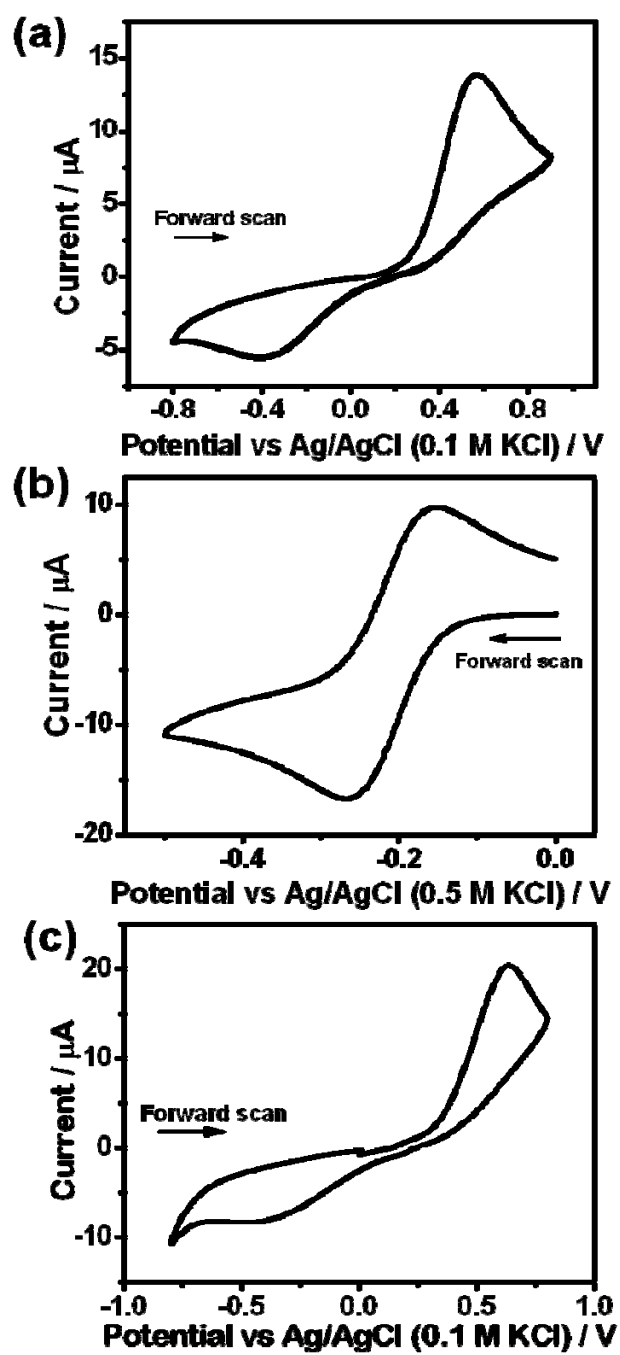 (a)
15
10
5
0
-5
Current / μA
Forward scan
-0.8 -0.4 0.0 0.4 0.8
Potential vs Ag/AgCl (0.1 M KCl) / V
(b)
10
0
-10
-20
Current / μA
Forward scan
-0.4 -0.2 0.0
Potential vs Ag/AgCl (0.5 M KCl) / V
(c)
20
10
0
-10
Current / μA
Forward scan
-1.0 -0.5 0.0 0.5 1.0
Potential vs Ag/AgCl (0.1 M KCl) / V